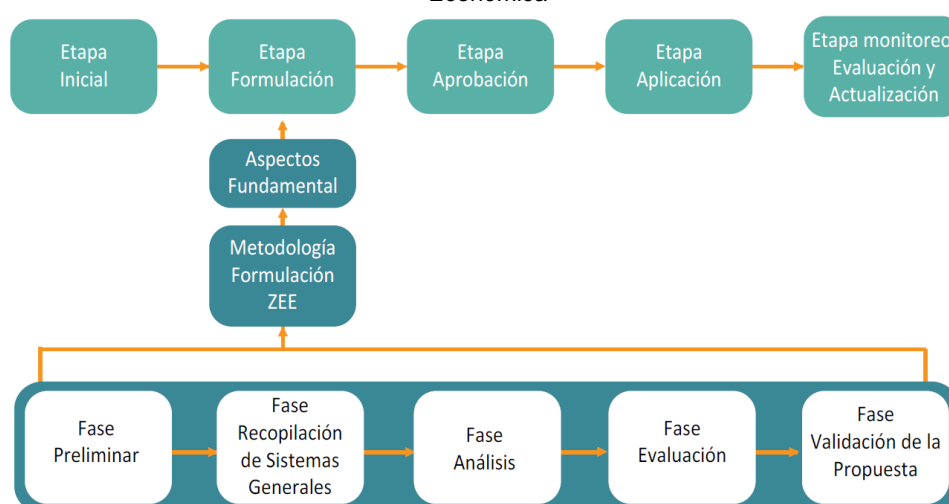 Económica
Etapa
Inicial
Etapa
Formulación
Etapa
Aprobación
Etapa
Aplicación
Etapa monitoreo
Evaluación y
Actualización
Aspectos
Fundamental
Metodología
Formulación
ZEE
Fase
Preliminar
Fase
Recopilación
de Sistemas
Generales
Fase
Análisis
Fase
Evaluación
Fase
Validación de la
Propuesta